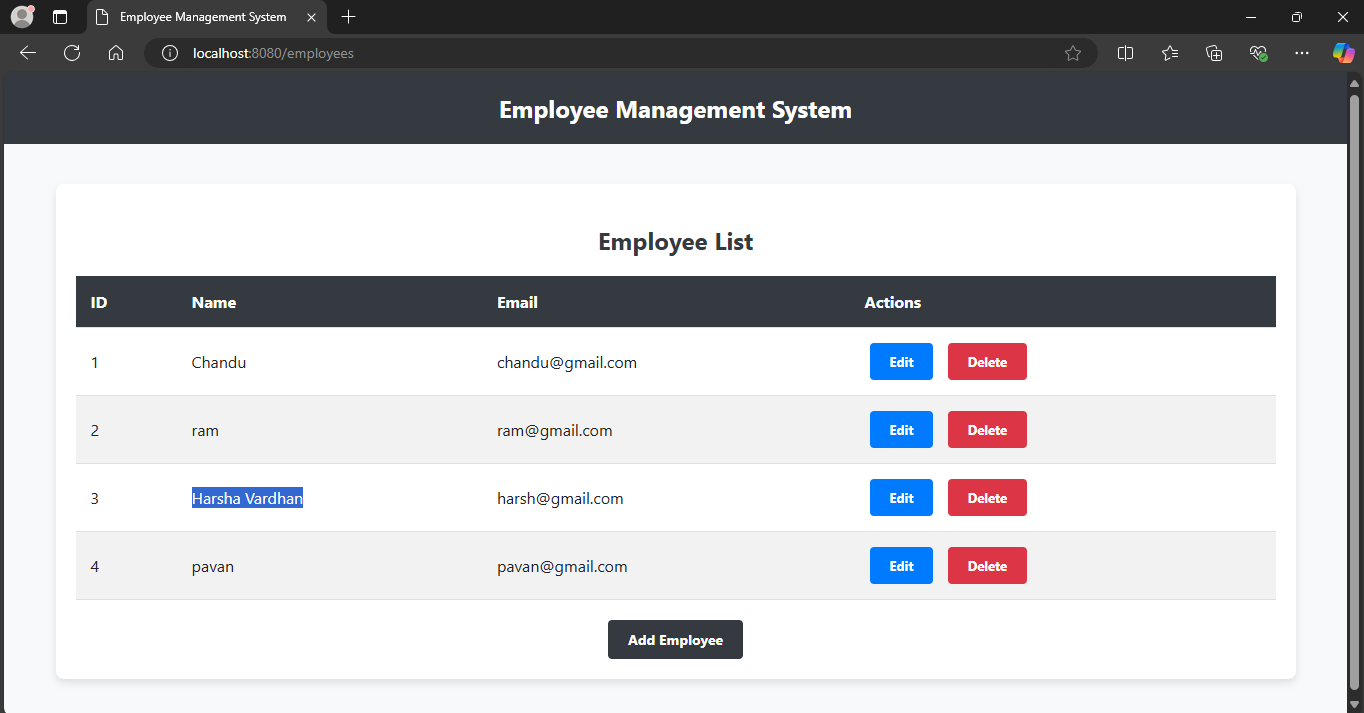 Employee Management System
localhost:8080/employees
Employee Management System
Employee List
ID Name Email Actions
1 Chandu chandu@gmail.com Edit Delete
2 ram ram@gmail.com Edit Delete
3 Harsha Vardhan harsh@gmail.com Edit Delete
4 pavan pavan@gmail.com Edit Delete
Add Employee